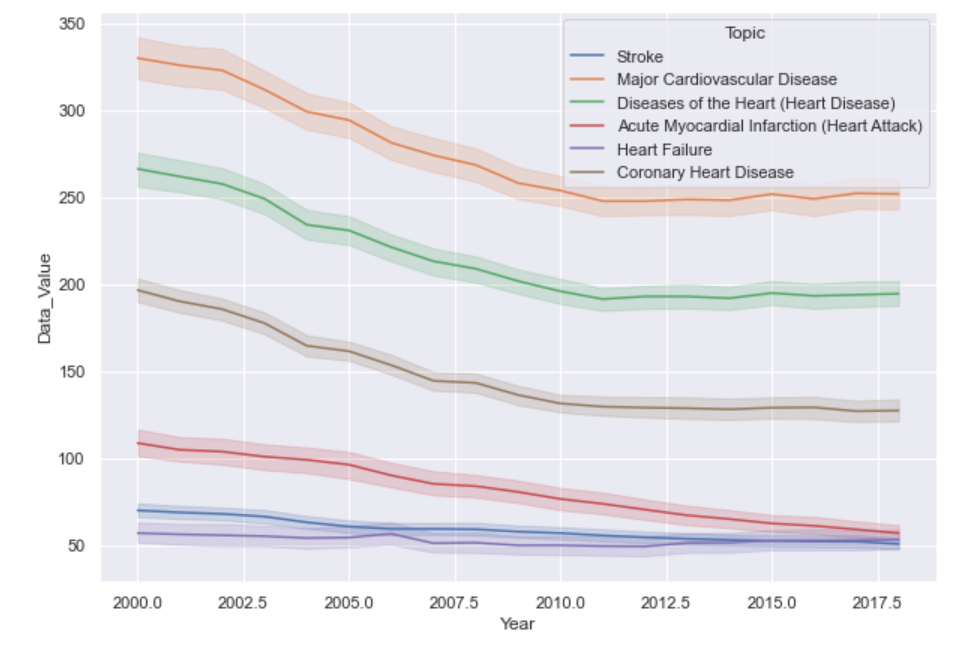 350
300
250
200
150
100
50
Data_Value
Topic
Stroke
Major Cardiovascular Disease
Diseases of the Heart (Heart Disease)
Acute Myocardial Infarction (Heart Attack)
Heart Failure
Coronary Heart Disease
2000.0 2002.5 2005.0 2007.5 2010.0 2012.5 2015.0 2017.5
Year